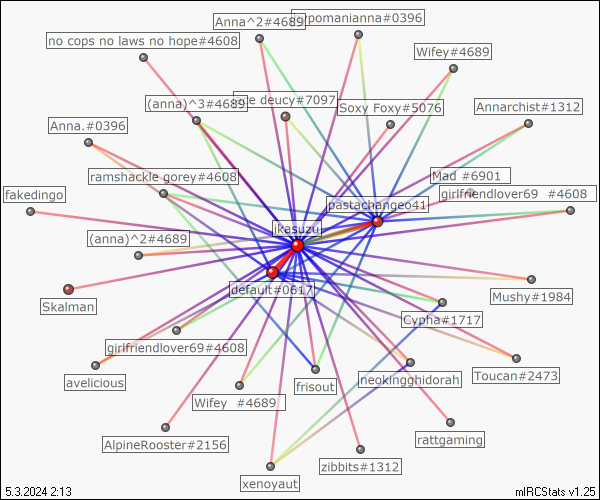 Anna^2#4689
ypomanianna#0396
no cops no laws no hope#4608
Wifey#4689
(anna)^3#4689
ce deucy#7097
Soxy Foxy#5076
Annarchist#1312
Anna.#0396
ramshackle gorey#4608
Mad #6901
girlfriendlover69 #4608
fakedingo
pastachange041
ikasuzu
(anna)^2#4689
default#0617
Skalman
Mushy#1984
Cypha#1717
girlfriendlover69#4608
avelicious
frisout
neokingghidorah
Toucan#2473
Wifey #4689
AlpineRooster#2156
rattgaming
zibbits#1312
xenoyaut
5.3.2024 2:13
mIRCStats v1.25